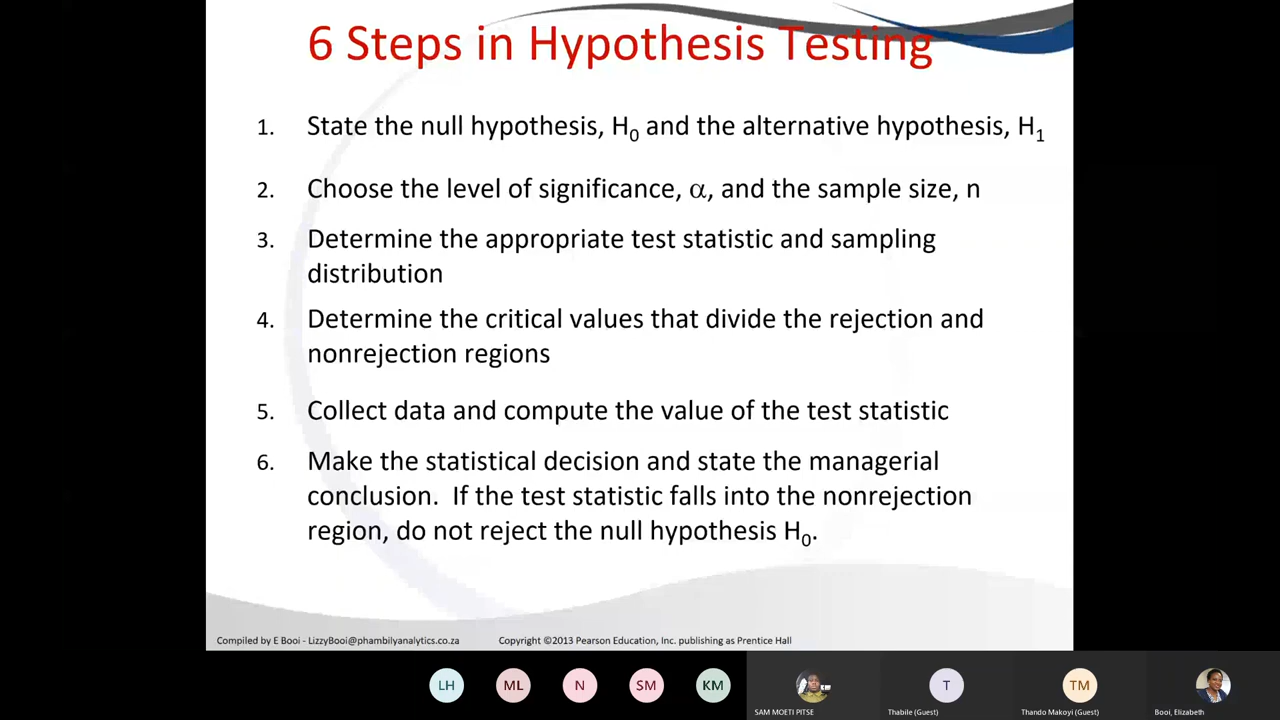 6 Steps in Hypothesis Testing
1. State the null hypothesis, H0 and the alternative hypothesis, H1
2. Choose the level of significance, α, and the sample size, n
3. Determine the appropriate test statistic and sampling
distribution
4. Determine the critical values that divide the rejection and
nonrejection regions
5. Collect data and compute the value of the test statistic
6. Make the statistical decision and state the managerial
conclusion. If the test statistic falls into the nonrejection
region, do not reject the null hypothesis H0.
Compiled by E Booi - LizzyBooi@phambilyanalytics.co.za Copyright ©2013 Pearson Education, Inc. publishing as Prentice Hall
LH ML N SM KM T TM
SAM MOETI PITSE Thabile (Guest) Thando Makoyi (Guest) Booi, Elizabeth